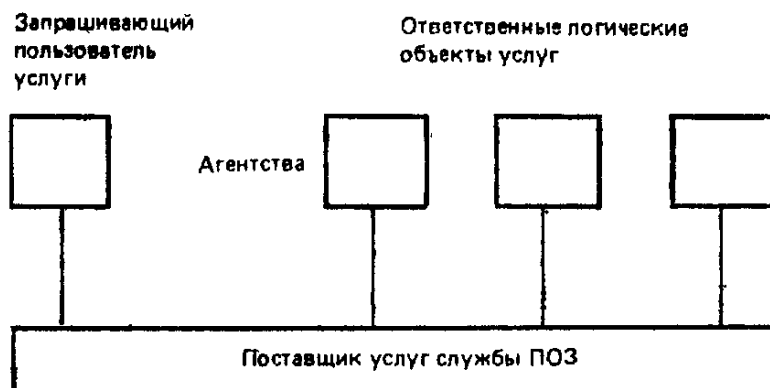 Запрашивающий
пользователь
услуги
Ответственные логические
объекты услуг
Агентства
Поставщик услуг службы ПОЗ